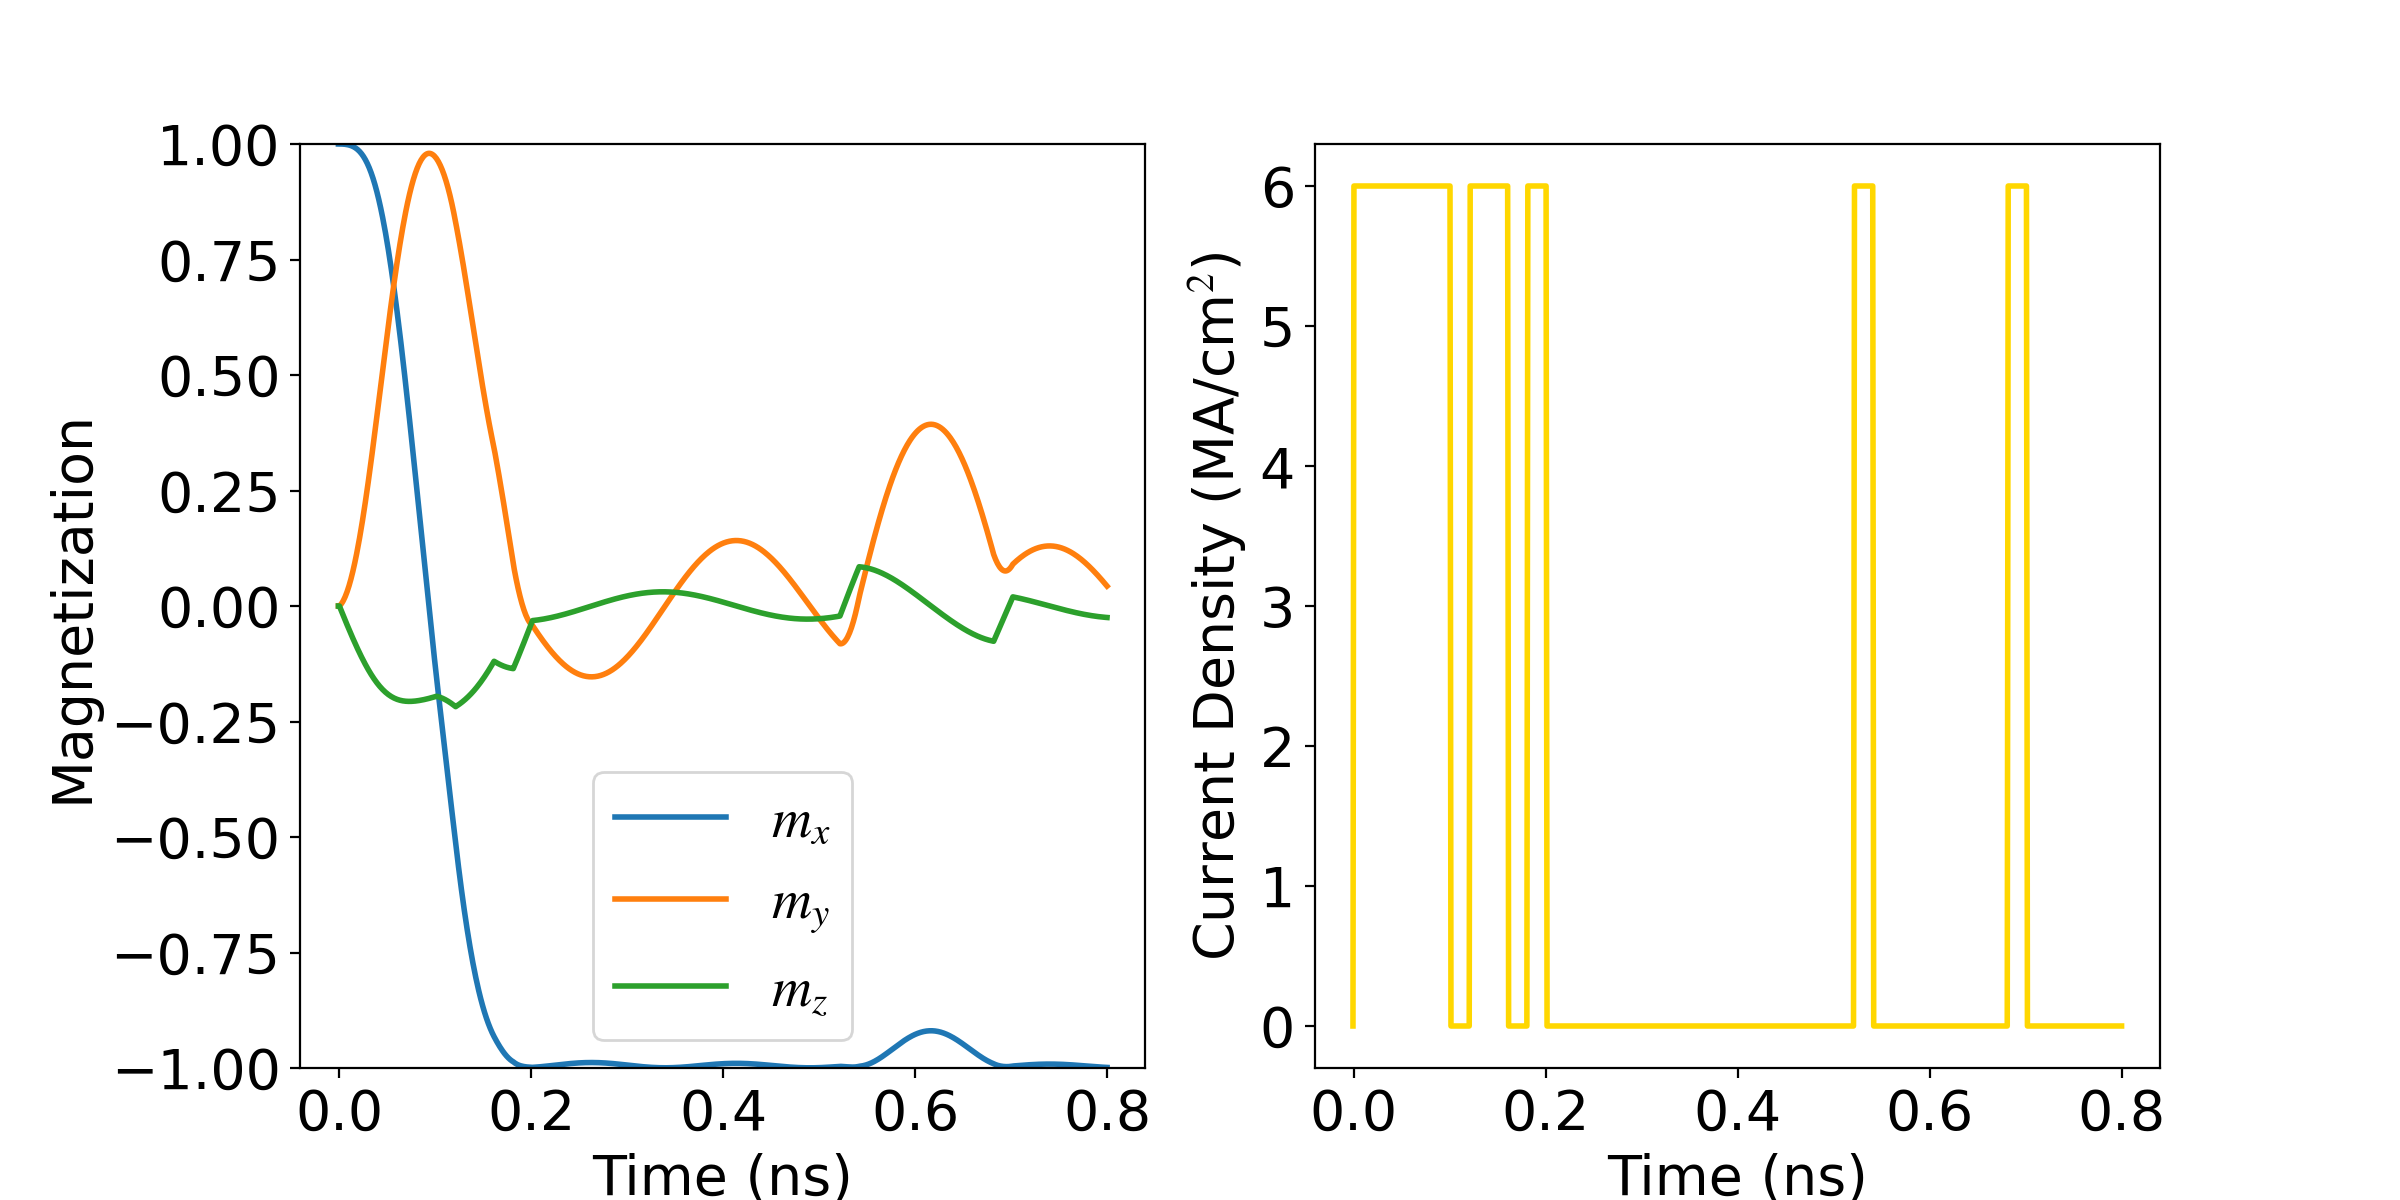 1.00
0.75
0.50
0.25
0.00
−0.25
−0.50
−0.75
−1.00
Magnetization
0.0 0.2 0.4 0.6 0.8
Time (ns)
m_x
m_y
m_z
6
5
4
3
2
1
0
Current Density (MA/cm²)
0.0 0.2 0.4 0.6 0.8
Time (ns)